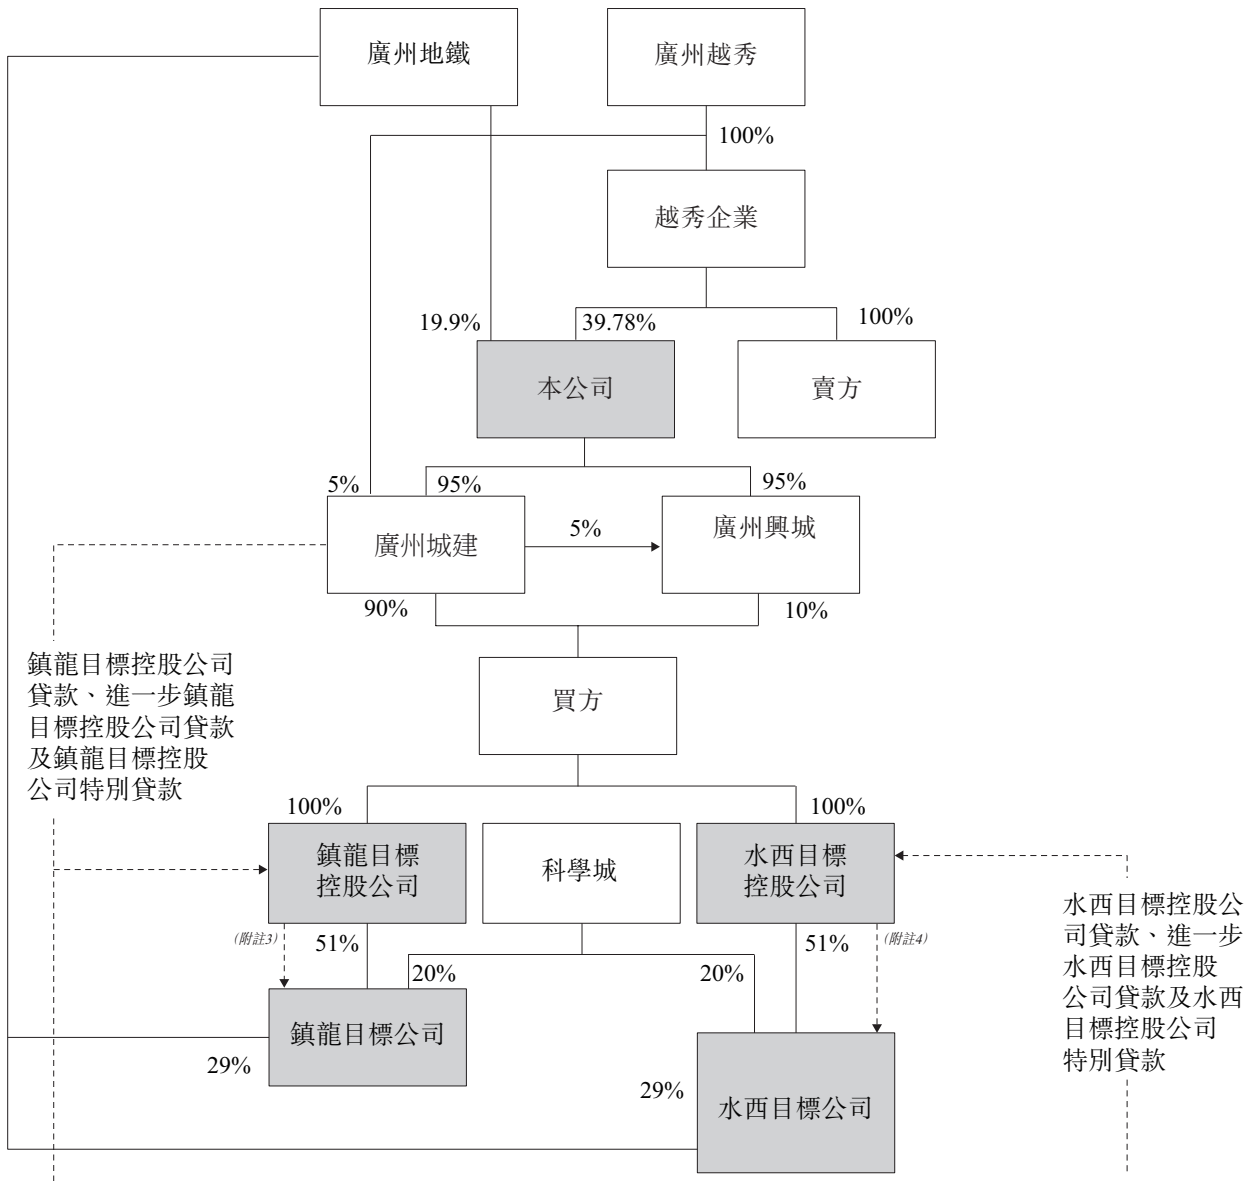 廣州地鐵
廣州越秀
100%
越秀企業
19.9%
39.78%
100%
本公司
賣方
5%
95%
95%
廣州城建
5%
廣州興城
90%
10%
鎮龍目標控股公司
貸款、進一步鎮龍
目標控股公司貸款
及鎮龍目標控股
公司特別貸款
買方
100%
100%
鎮龍目標
控股公司
科學城
水西目標
控股公司
(附註3)
51%
51%
(附註4)
20%
20%
水西目標控股公
司貸款、進一步
水西目標控股
公司貸款及水西
目標控股公司
特別貸款
鎮龍目標公司
29%
29%
水西目標公司